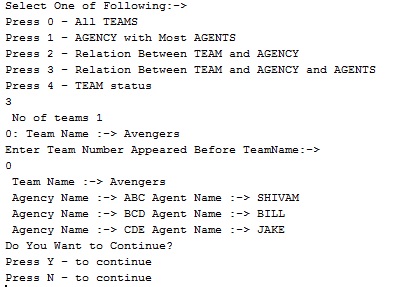 Select One of Following:->
Press 0 - All TEAMS
Press 1 - AGENCY with Most AGENTS
Press 2 - Relation Between TEAM and AGENCY
Press 3 - Relation Between TEAM and AGENCY and AGENTS
Press 4 - TEAM status
3
No of teams 1
0: Team Name :-> Avengers
Enter Team Number Appeared Before TeamName:->
0
Team Name :-> Avengers
Agency Name :-> ABC Agent Name :-> SHIVAM
Agency Name :-> BCD Agent Name :-> BILL
Agency Name :-> CDE Agent Name :-> JAKE
Do You Want to Continue?
Press Y - to continue
Press N - to continue